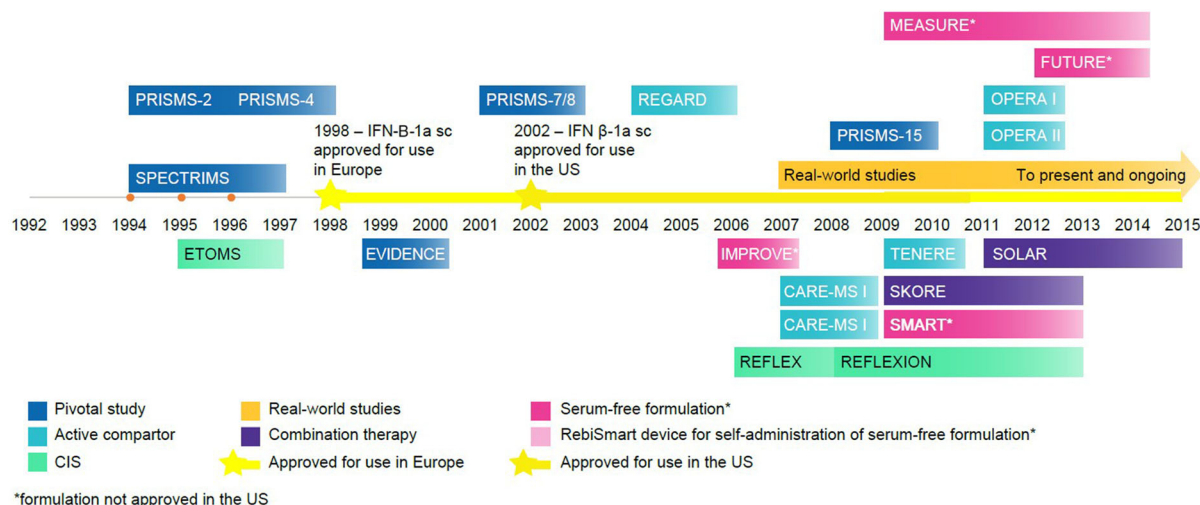 MEASURE*
FUTURE*
PRISMS-2 PRISMS-4
PRISMS-7/8
REGARD
OPERA I
1998 – IFN-B-1a sc
approved for use
in Europe
2002 – IFN β-1a sc
approved for use
in the US
PRISMS-15
OPERA II
SPECTRIMS
Real-world studies To present and ongoing
1992 1993 1994 1995 1996 1997 1998 1999 2000 2001 2002 2003 2004 2005 2006 2007 2008 2009 2010 2011 2012 2013 2014 2015
ETOMS
EVIDENCE
IMPROVE*
TENERE
SOLAR
CARE-MS I
SKORE
CARE-MS I
SMART*
REFLEX
REFLEXION
Pivotal study
Real-world studies
Serum-free formulation*
Active compartor
Combination therapy
RebiSmart device for self-administration of serum-free formulation*
CIS
Approved for use in Europe
Approved for use in the US
*formulation not approved in the US